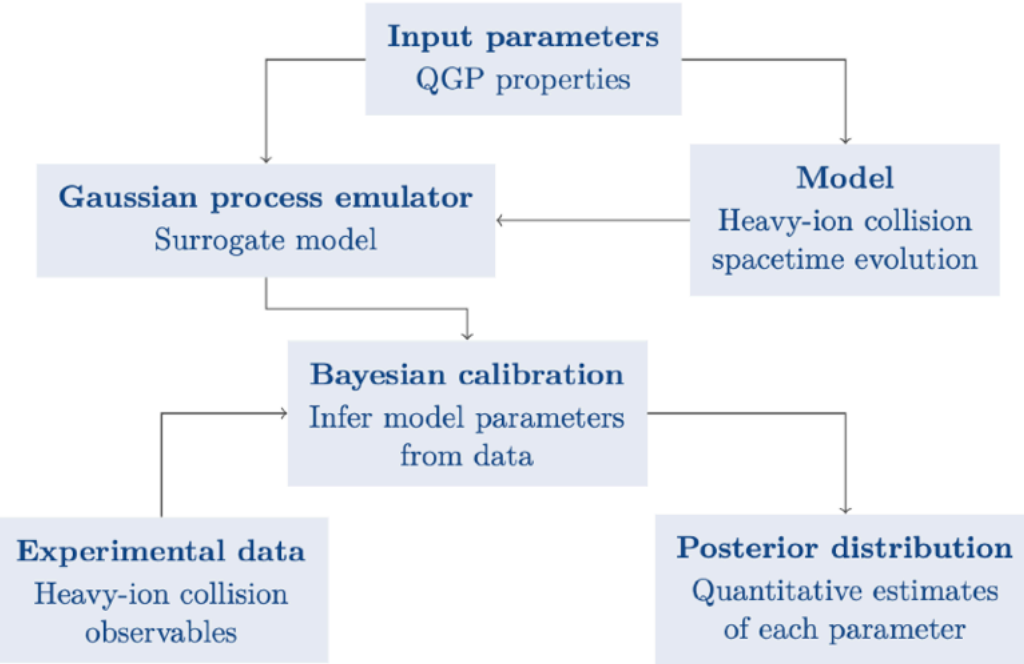 Input parameters
QGP properties
Gaussian process emulator
Surrogate model
Model
Heavy-ion collision
spacetime evolution
Bayesian calibration
Infer model parameters
from data
Experimental data
Heavy-ion collision
observables
Posterior distribution
Quantitative estimates
of each parameter